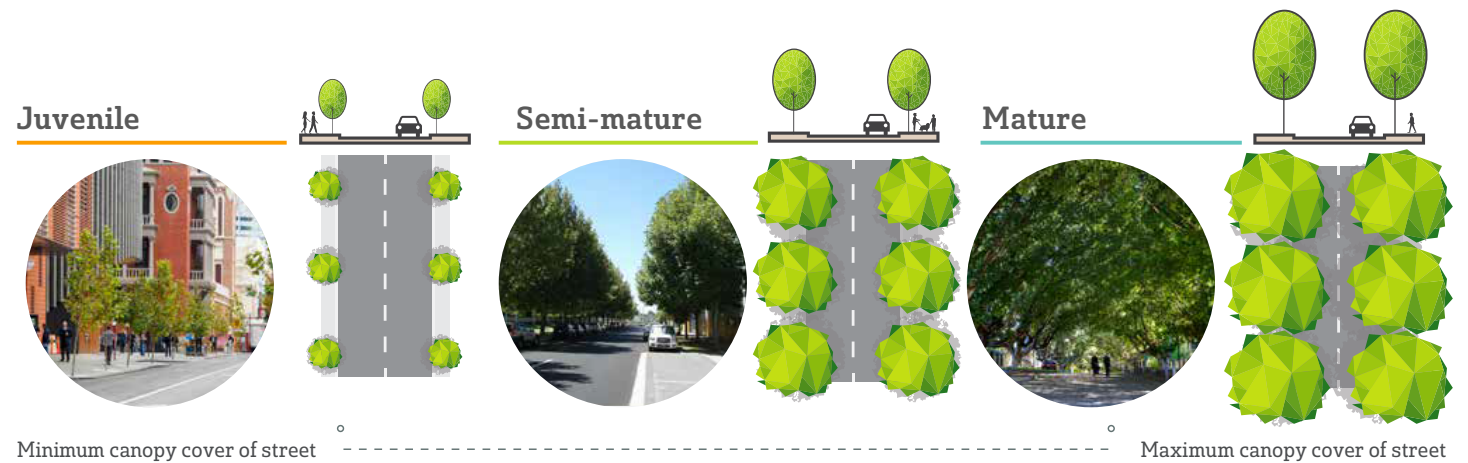 Juvenile
Semi-mature
Mature
Minimum canopy cover of street
Maximum canopy cover of street